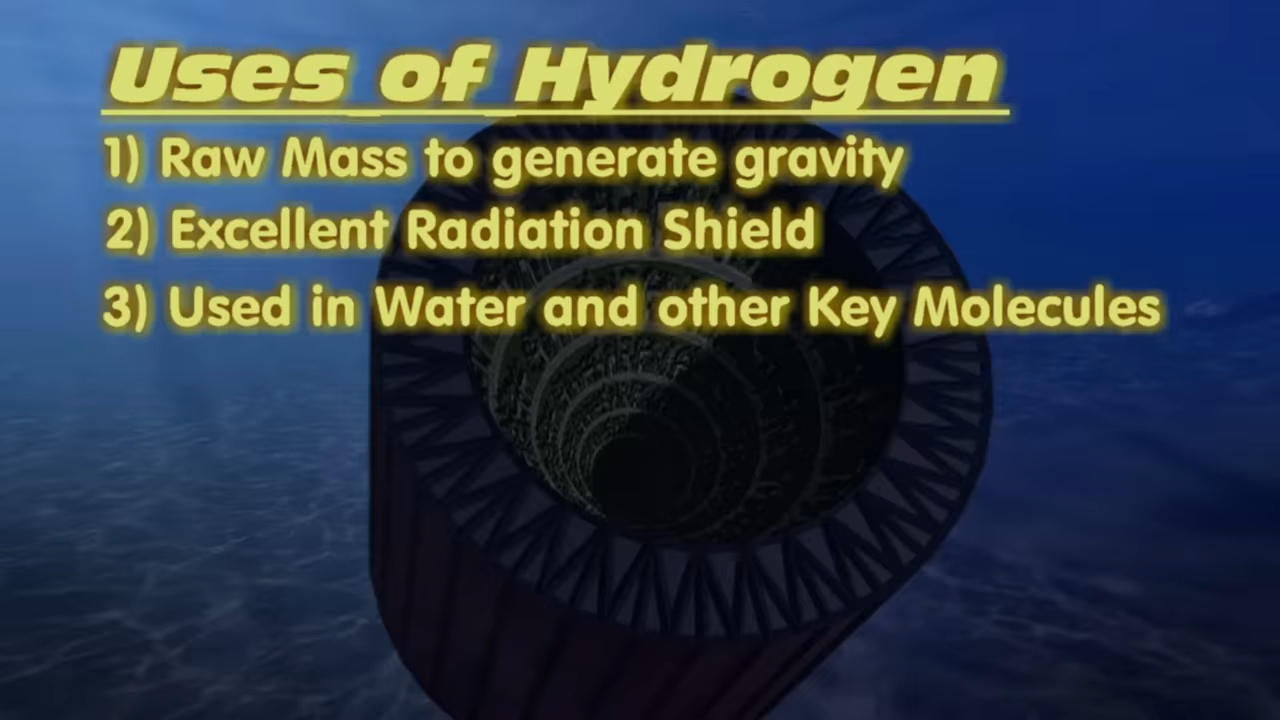 Uses of Hydrogen
1) Raw Mass to generate gravity
2) Excellent Radiation Shield
3) Used in Water and other Key Molecules